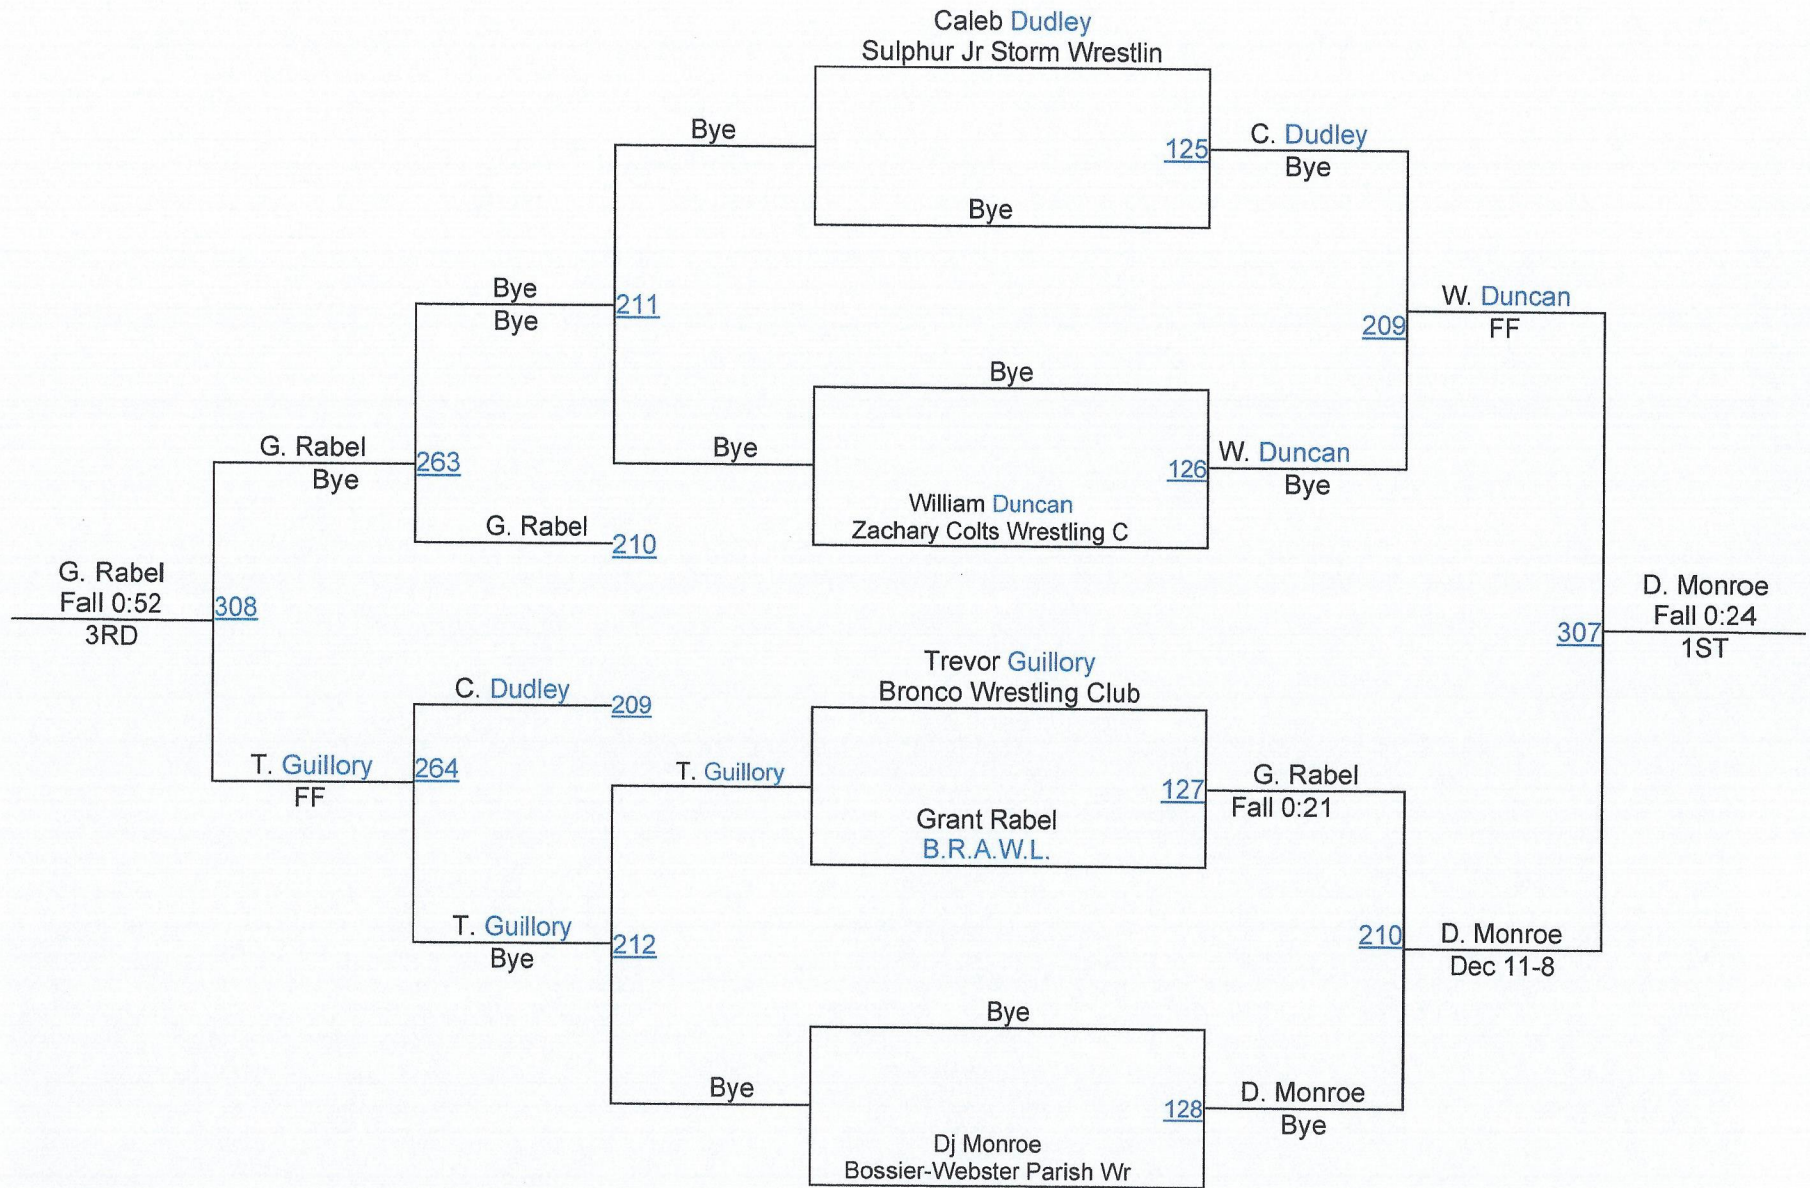 Caleb Dudley
Sulphur Jr Storm Wrestlin
Bye
125
C. Dudley
Bye
Bye
Bye
Bye
211
W. Duncan
FF
209
Bye
G. Rabel
Bye
263
Bye
126
W. Duncan
Bye
William Duncan
Zachary Colts Wrestling C
G. Rabel
210
G. Rabel
Fall 0:52
3RD
308
D. Monroe
Fall 0:24
1ST
307
Trevor Guillory
Bronco Wrestling Club
C. Dudley
209
T. Guillory
FF
264
T. Guillory
127
G. Rabel
Fall 0:21
Grant Rabel
B.R.A.W.L.
T. Guillory
Bye
212
210
D. Monroe
Dec 11-8
Bye
Bye
128
D. Monroe
Bye
Dj Monroe
Bossier-Webster Parish Wr